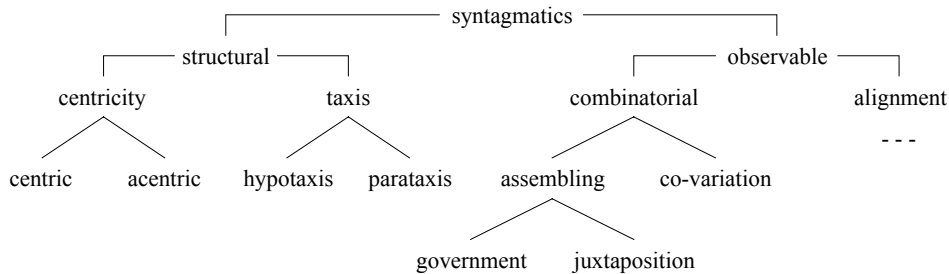 syntagmatics
structural observable
centricity taxis combinatorial alignment
- - -
centric acentric hypotaxis parataxis assembling co-variation
government juxtaposition